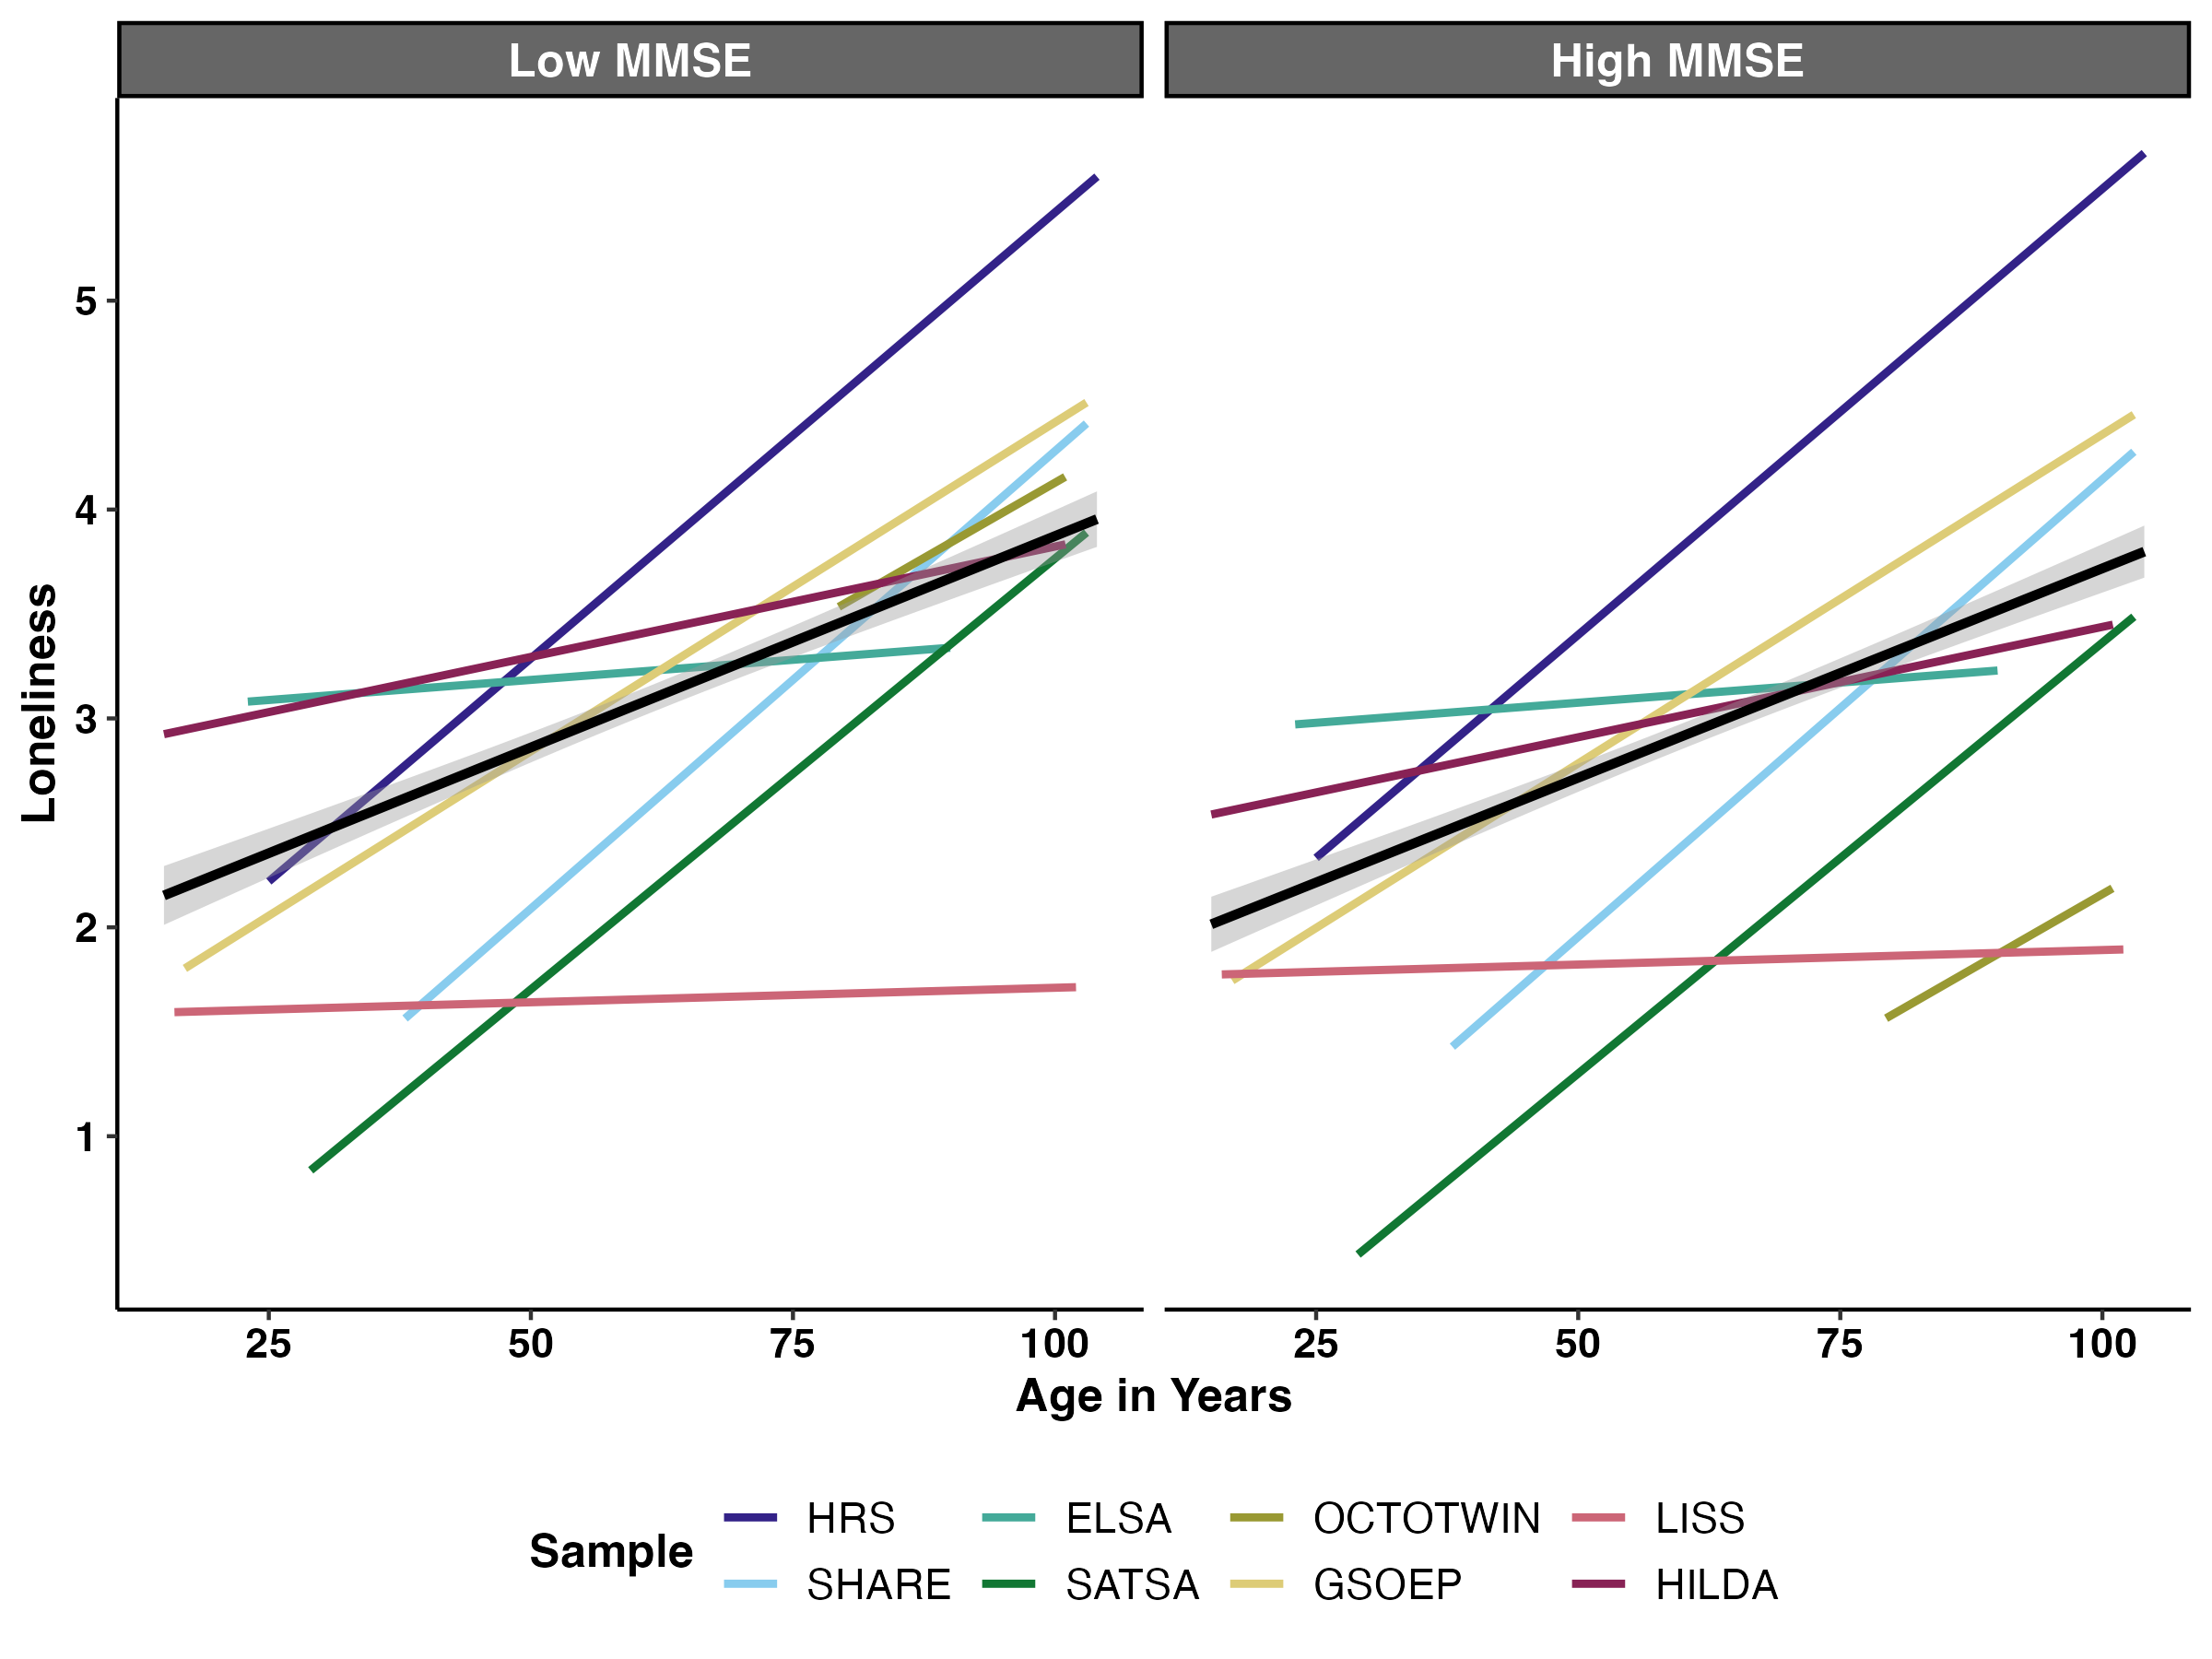 Low MMSE
High MMSE
5
4
3
2
1
Loneliness
25
50
75
100
25
50
75
100
Age in Years
Sample
HRS
ELSA
OCTOTWIN
LISS
SHARE
SATSA
GSOEP
HILDA